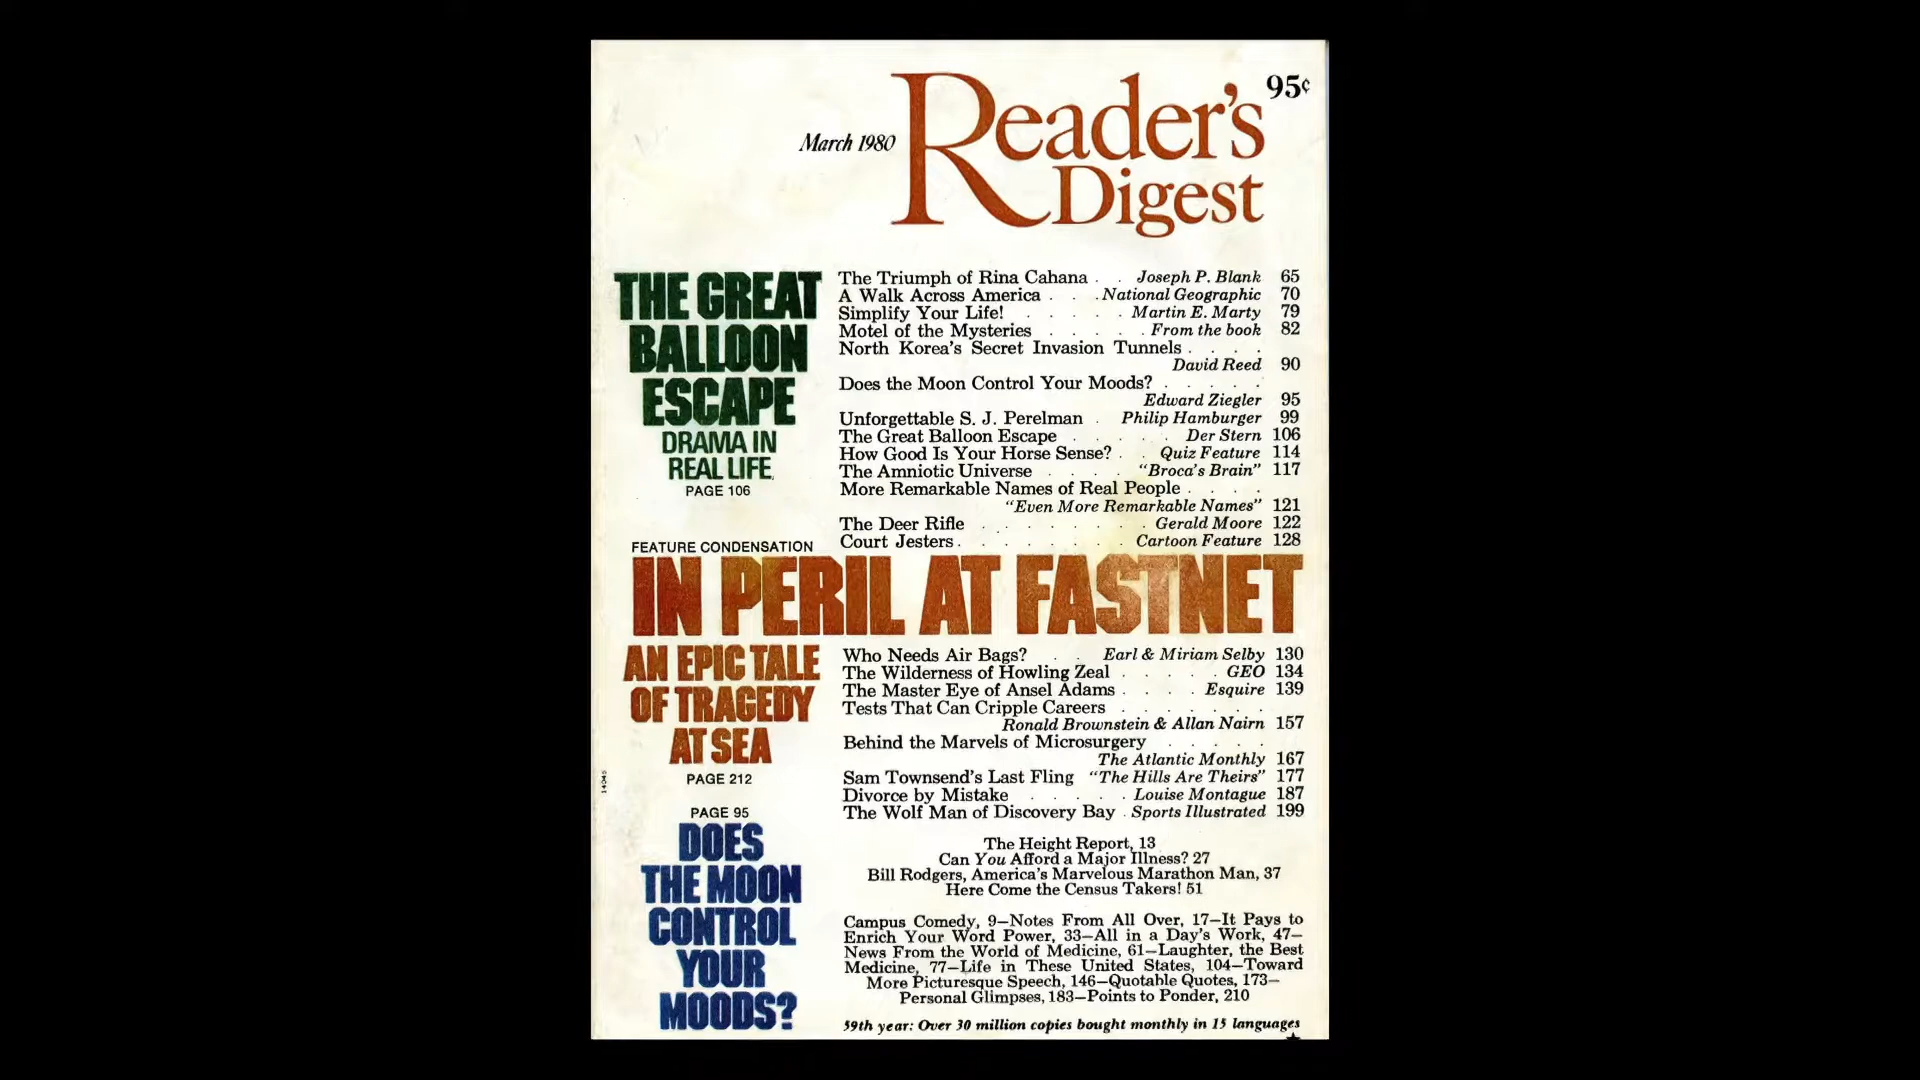 95¢
March 1980
Reader's
Digest
THE GREAT
BALLOON
ESCAPE
DRAMA IN
REAL LIFE
PAGE 106
The Triumph of Rina Cahana . . Joseph P. Blank 65
A Walk Across America . . . National Geographic 70
Simplify Your Life! . . . . . Martin E. Marty 79
Motel of the Mysteries . . . . . From the book 82
North Korea's Secret Invasion Tunnels . . . .
David Reed 90
Does the Moon Control Your Moods? . . . . .
Edward Ziegler 95
Unforgettable S. J. Perelman . Philip Hamburger 99
The Great Balloon Escape . . . . . Der Stern 106
How Good Is Your Horse Sense? . . Quiz Feature 114
The Amniotic Universe . . . . "Broca's Brain" 117
More Remarkable Names of Real People . . . .
"Even More Remarkable Names" 121
The Deer Rifle . . . . . . . . Gerald Moore 122
Court Jesters . . . . . . . . Cartoon Feature 128
FEATURE CONDENSATION
IN PERIL AT FASTNET
AN EPIC TALE
OF TRAGEDY
AT SEA
PAGE 212
Who Needs Air Bags? . . Earl & Miriam Selby 130
The Wilderness of Howling Zeal . . . . . GEO 134
The Master Eye of Ansel Adams . . . . Esquire 139
Tests That Can Cripple Careers . . . . . . .
Ronald Brownstein & Allan Nairn 157
Behind the Marvels of Microsurgery . . . . .
The Atlantic Monthly 167
Sam Townsend's Last Fling "The Hills Are Theirs" 177
Divorce by Mistake . . . . . Louise Montague 187
The Wolf Man of Discovery Bay . Sports Illustrated 199
PAGE 95
DOES
THE MOON
CONTROL
YOUR
MOODS?
The Height Report, 13
Can You Afford a Major Illness? 27
Bill Rodgers, America's Marvelous Marathon Man, 37
Here Come the Census Takers! 51
Campus Comedy, 9—Notes From All Over, 17—It Pays to
Enrich Your Word Power, 33—All in a Day's Work, 47—
News From the World of Medicine, 61—Laughter, the Best
Medicine, 77—Life in These United States, 104—Toward
More Picturesque Speech, 146—Quotable Quotes, 173—
Personal Glimpses, 183—Points to Ponder, 210
59th year: Over 30 million copies bought monthly in 15 languages